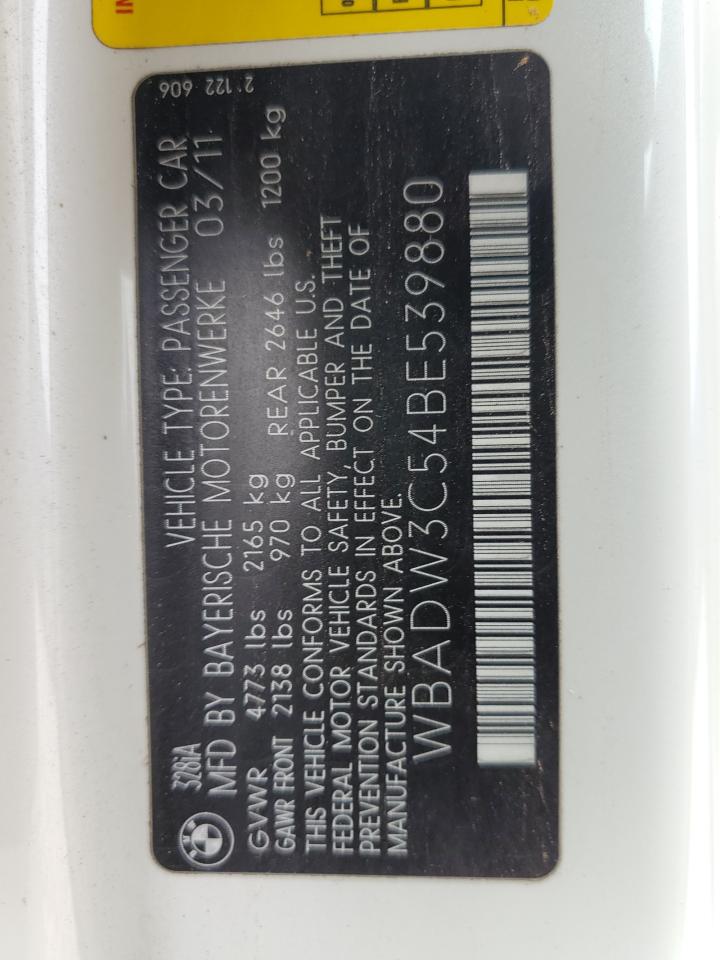 328iA
VEHICLE TYPE: PASSENGER CAR
2 122 606
MFD BY BAYERISCHE MOTORENWERKE 03/11
GVWR 4773 lbs 2165 kg
GAWR FRONT 2138 lbs 970 kg REAR 2646 lbs 1200 kg
THIS VEHICLE CONFORMS TO ALL APPLICABLE U.S.
FEDERAL MOTOR VEHICLE SAFETY, BUMPER AND THEFT
PREVENTION STANDARDS IN EFFECT ON THE DATE OF
MANUFACTURE SHOWN ABOVE.
WBADW3C54BE539880